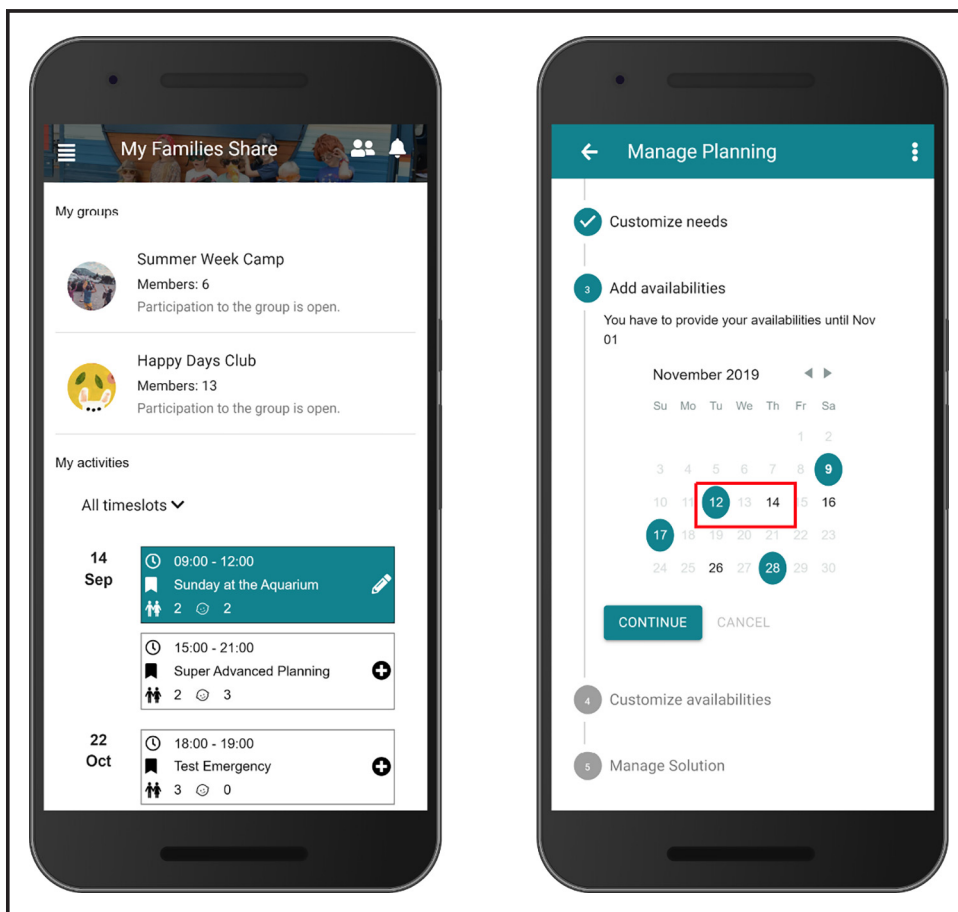 My Families Share
My groups
Summer Week Camp
Members: 6
Participation to the group is open.
Happy Days Club
Members: 13
Participation to the group is open.
My activities
All timeslots
14
Sep
09:00 - 12:00
Sunday at the Aquarium
2 2
15:00 - 21:00
Super Advanced Planning
2 3
22
Oct
18:00 - 19:00
Test Emergency
3 0
Manage Planning
Customize needs
3 Add availabilities
You have to provide your availabilities until Nov
01
November 2019
Su Mo Tu We Th Fr Sa
1 2
3 4 5 6 7 8 9
10 11 12 13 14 15 16
17 18 19 20 21 22 23
24 25 26 27 28 29 30
CONTINUE CANCEL
4 Customize availabilities
5 Manage Solution